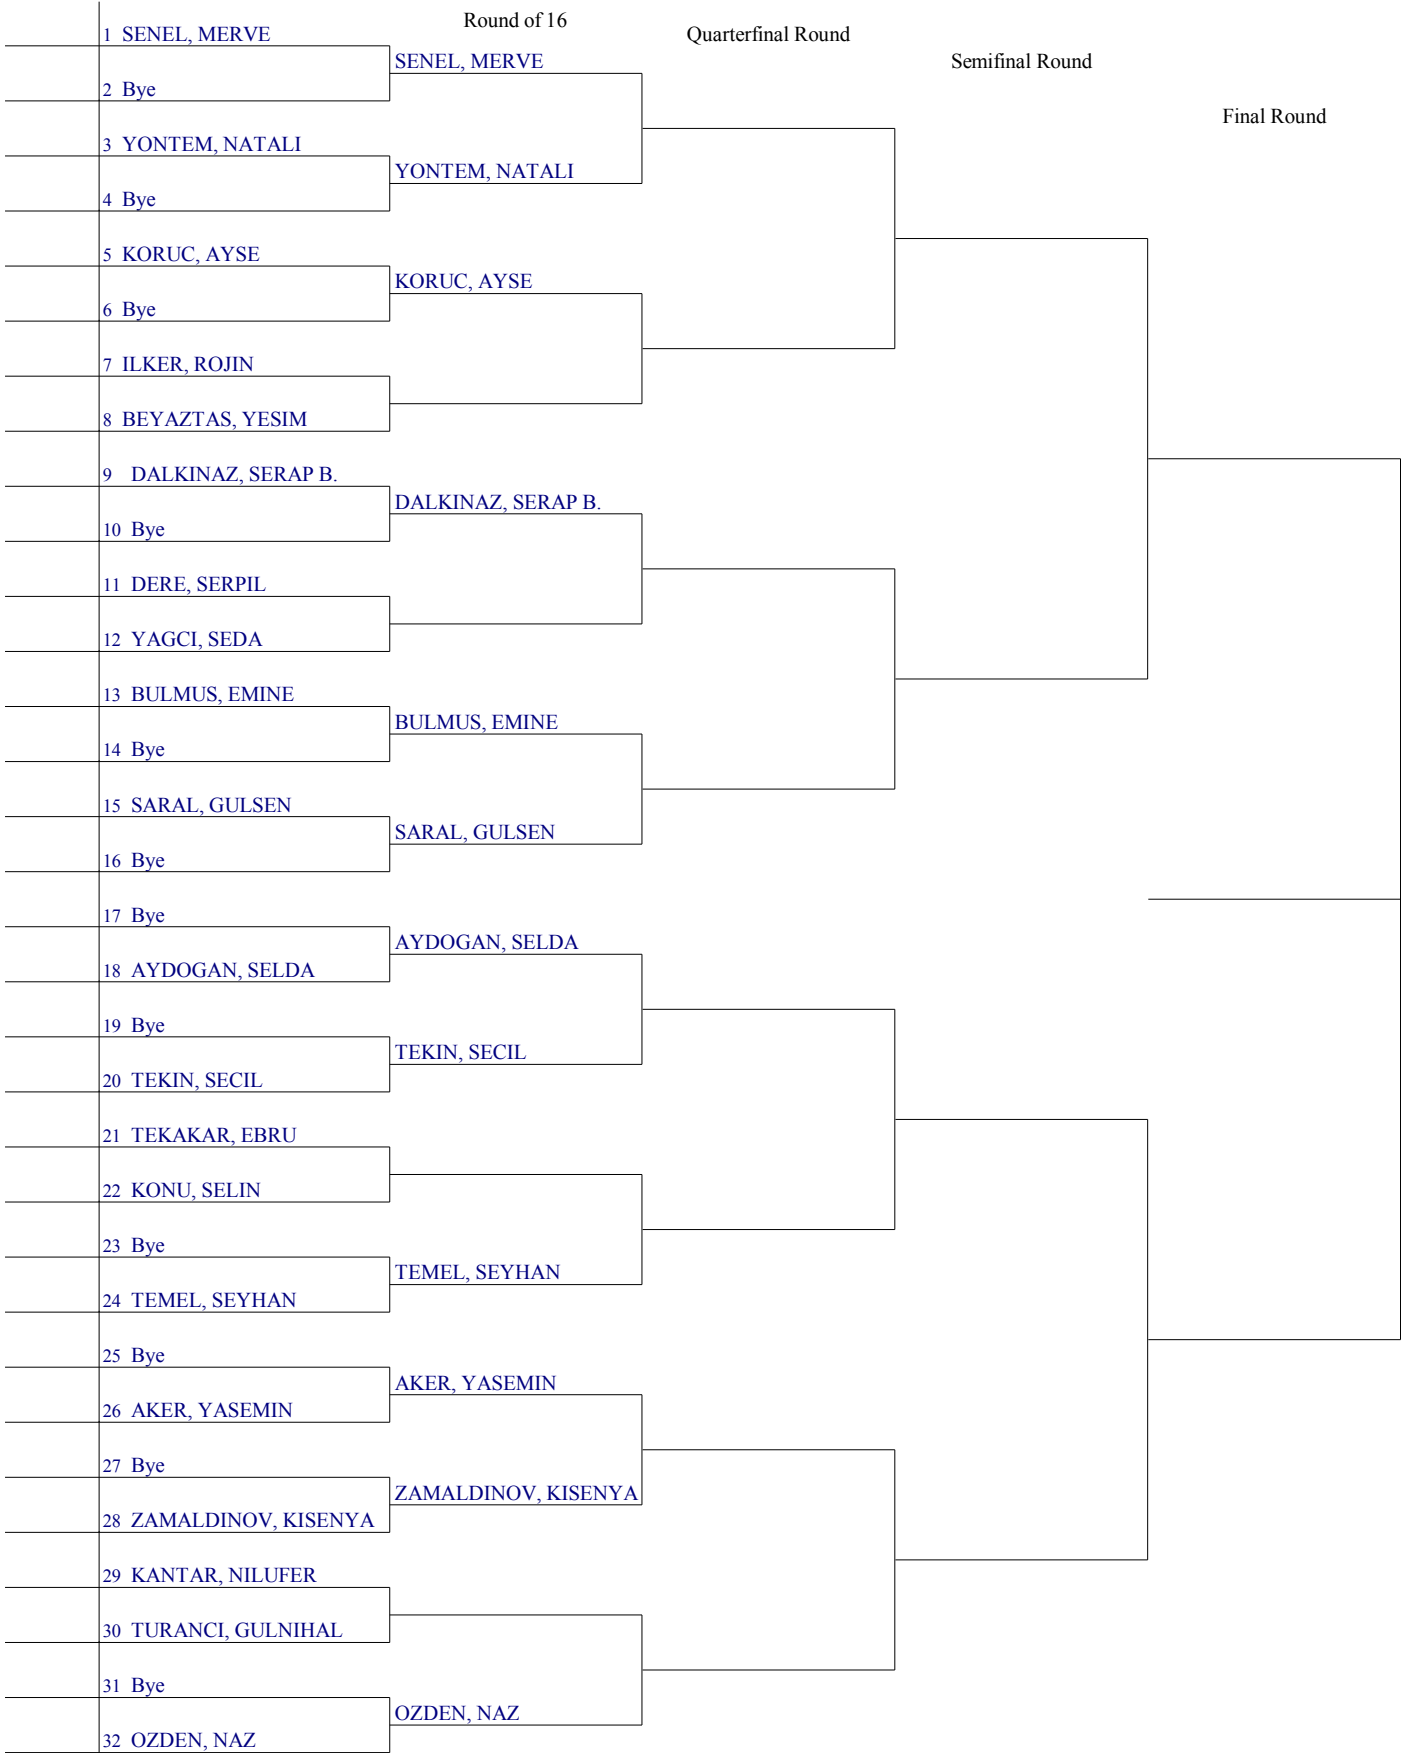 Round of 16
Quarterfinal Round
Semifinal Round
Final Round
1 SENEL, MERVE
SENEL, MERVE
2 Bye
3 YONTEM, NATALI
YONTEM, NATALI
4 Bye
5 KORUC, AYSE
KORUC, AYSE
6 Bye
7 ILKER, ROJIN
8 BEYAZTAS, YESIM
9 DALKINAZ, SERAP B.
DALKINAZ, SERAP B.
10 Bye
11 DERE, SERPIL
12 YAGCI, SEDA
13 BULMUS, EMINE
BULMUS, EMINE
14 Bye
15 SARAL, GULSEN
SARAL, GULSEN
16 Bye
17 Bye
AYDOGAN, SELDA
18 AYDOGAN, SELDA
19 Bye
TEKIN, SECIL
20 TEKIN, SECIL
21 TEKAKAR, EBRU
22 KONU, SELIN
23 Bye
TEMEL, SEYHAN
24 TEMEL, SEYHAN
25 Bye
AKER, YASEMIN
26 AKER, YASEMIN
27 Bye
ZAMALDINOV, KISENYA
28 ZAMALDINOV, KISENYA
29 KANTAR, NILUFER
30 TURANCI, GULNIHAL
31 Bye
OZDEN, NAZ
32 OZDEN, NAZ